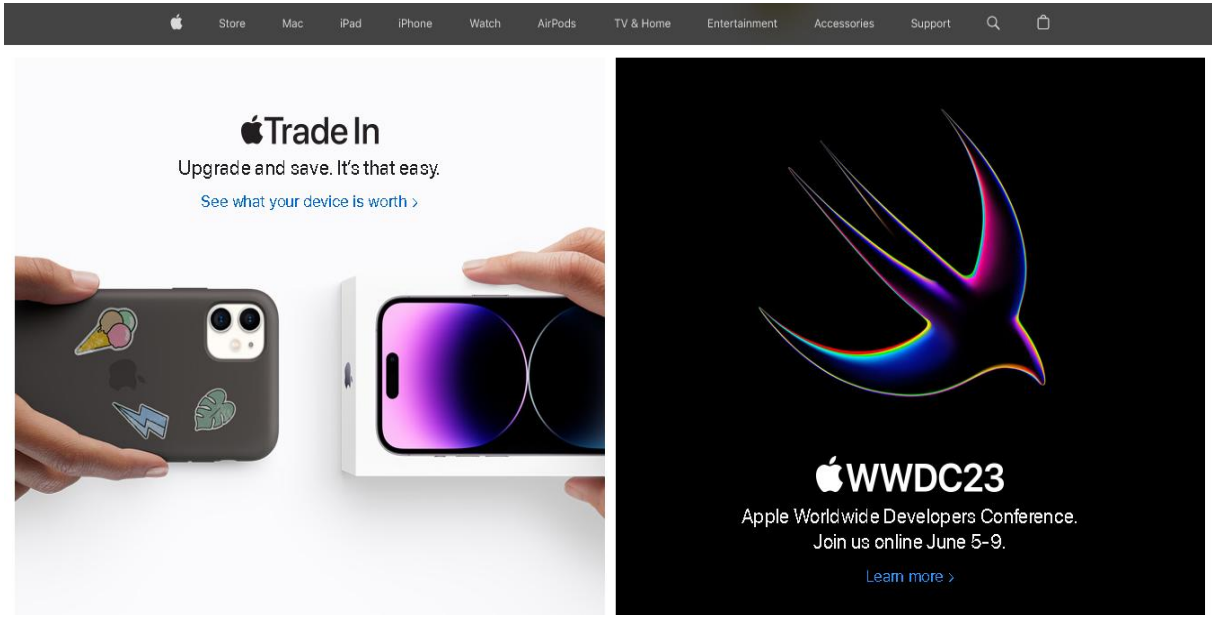 Store Mac iPad iPhone Watch AirPods TV & Home Entertainment Accessories Support
Trade In
Upgrade and save. It's that easy.
See what your device is worth >
WWDC23
Apple Worldwide Developers Conference.
Join us online June 5-9.
Learn more >